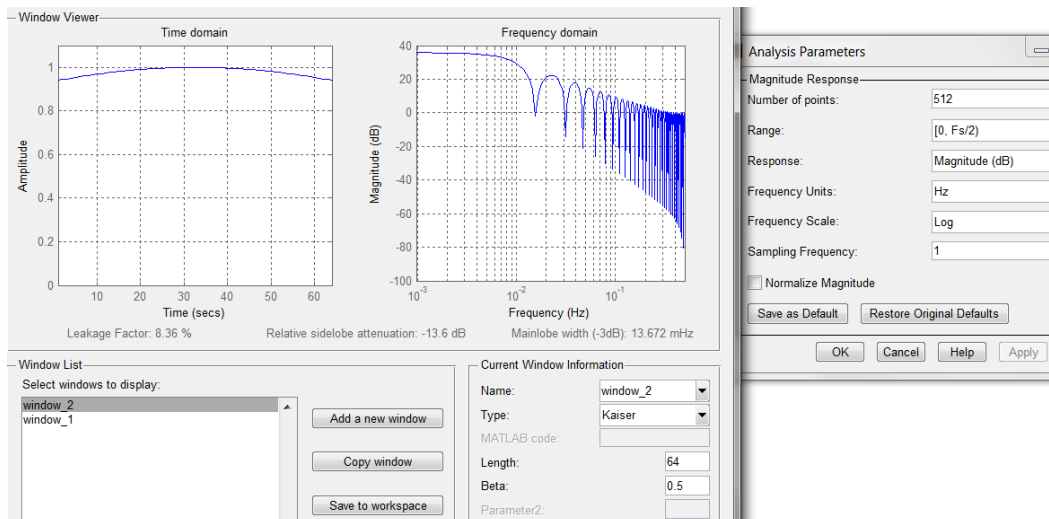 Window Viewer
Time domain
1
0.8
0.6
0.4
0.2
0
Amplitude
10 20 30 40 50 60
Time (secs)
Frequency domain
40
20
0
-20
-40
-60
-80
-100
Magnitude (dB)
10-3 10-2 10-1
Frequency (Hz)
Leakage Factor: 8.36 % Relative sidelobe attenuation: -13.6 dB Mainlobe width (-3dB): 13.672 mHz
Window List
Select windows to display:
window_2
window_1
Add a new window
Copy window
Save to workspace
Current Window Information
Name: window_2
Type: Kaiser
MATLAB code:
Length: 64
Beta: 0.5
Parameter2:
Analysis Parameters
Magnitude Response
Number of points: 512
Range: [0, Fs/2)
Response: Magnitude (dB)
Frequency Units: Hz
Frequency Scale: Log
Sampling Frequency: 1
Normalize Magnitude
Save as Default Restore Original Defaults
OK Cancel Help Apply